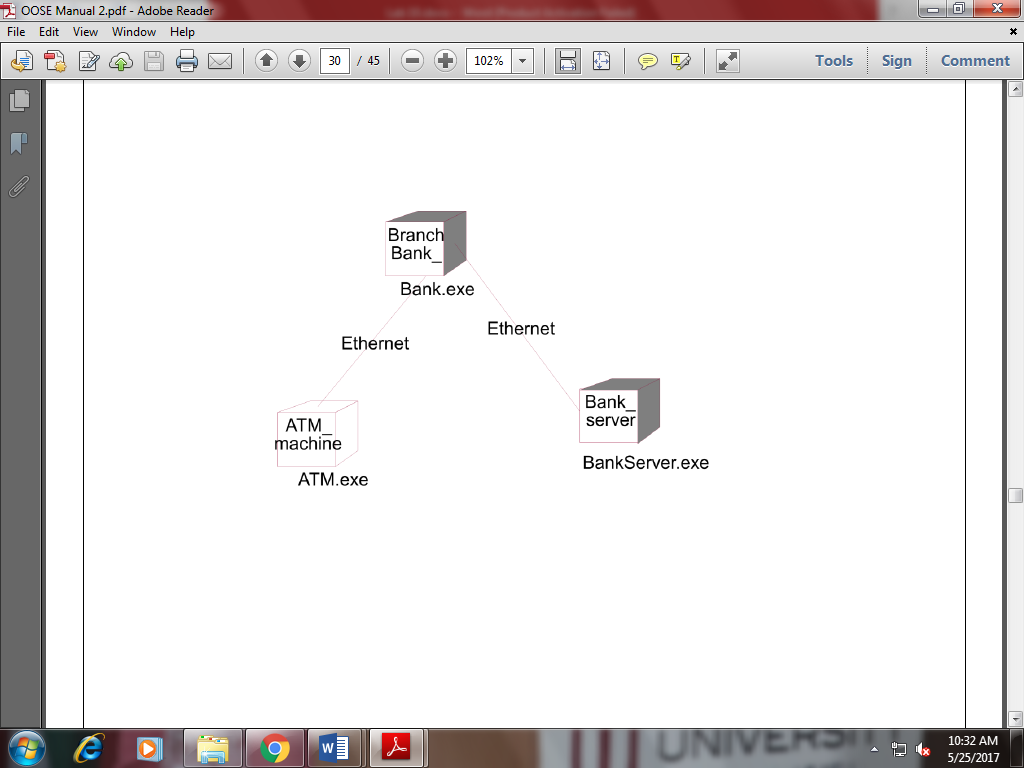 OOSE Manual 2.pdf - Adobe Reader
File Edit View Window Help
30 / 45
102%
Tools Sign Comment
Branch
Bank_
Bank.exe
Ethernet
Ethernet
Bank_
server
BankServer.exe
ATM_
machine
ATM.exe
UNIVERSI
10:32 AM
5/25/2017